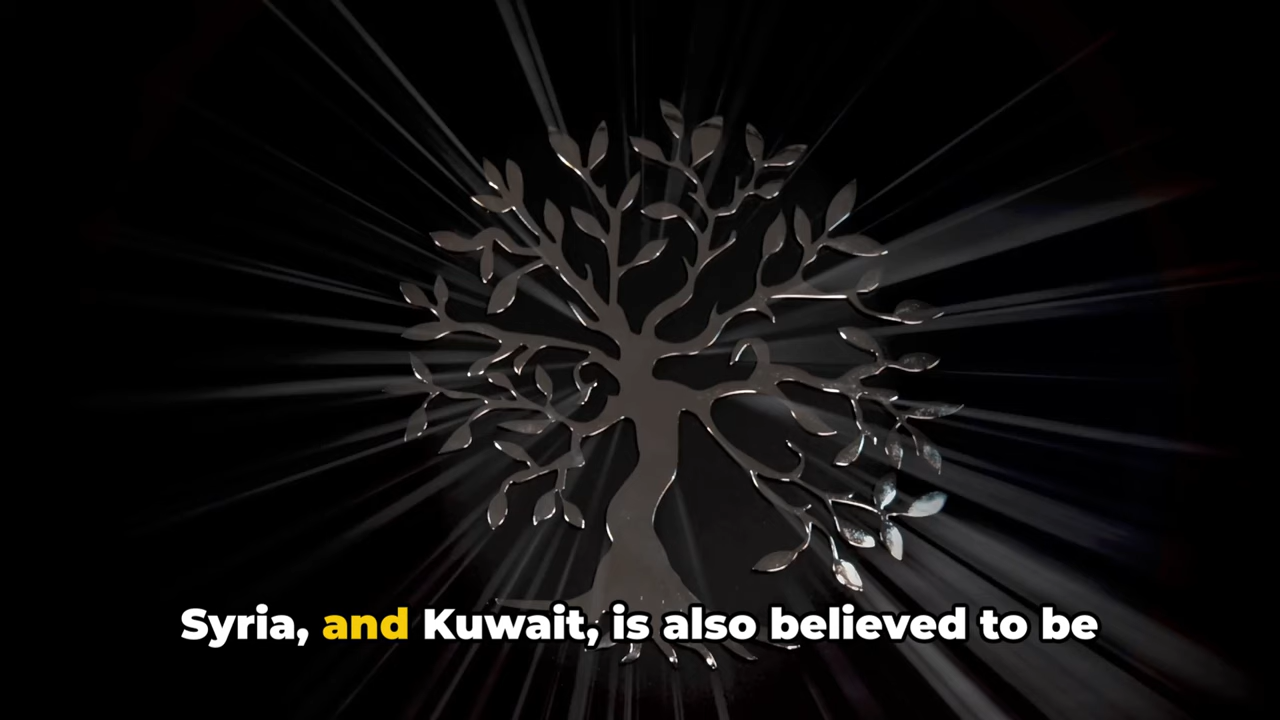 Syria, and Kuwait, is also believed to be